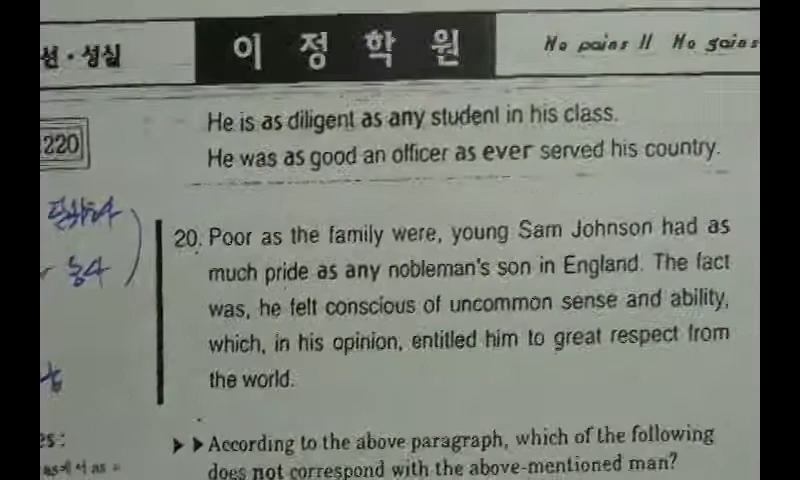 선·성실
이정학원
No pains !! No gains
He is as diligent as any student in his class.
220
He was as good an officer as ever served his country.
20. Poor as the family were, young Sam Johnson had as
much pride as any nobleman's son in England. The fact
was, he felt conscious of uncommon sense and ability,
which, in his opinion, entitled him to great respect from
the world.
es:
▶▶According to the above paragraph, which of the following
does not correspond with the above-mentioned man?